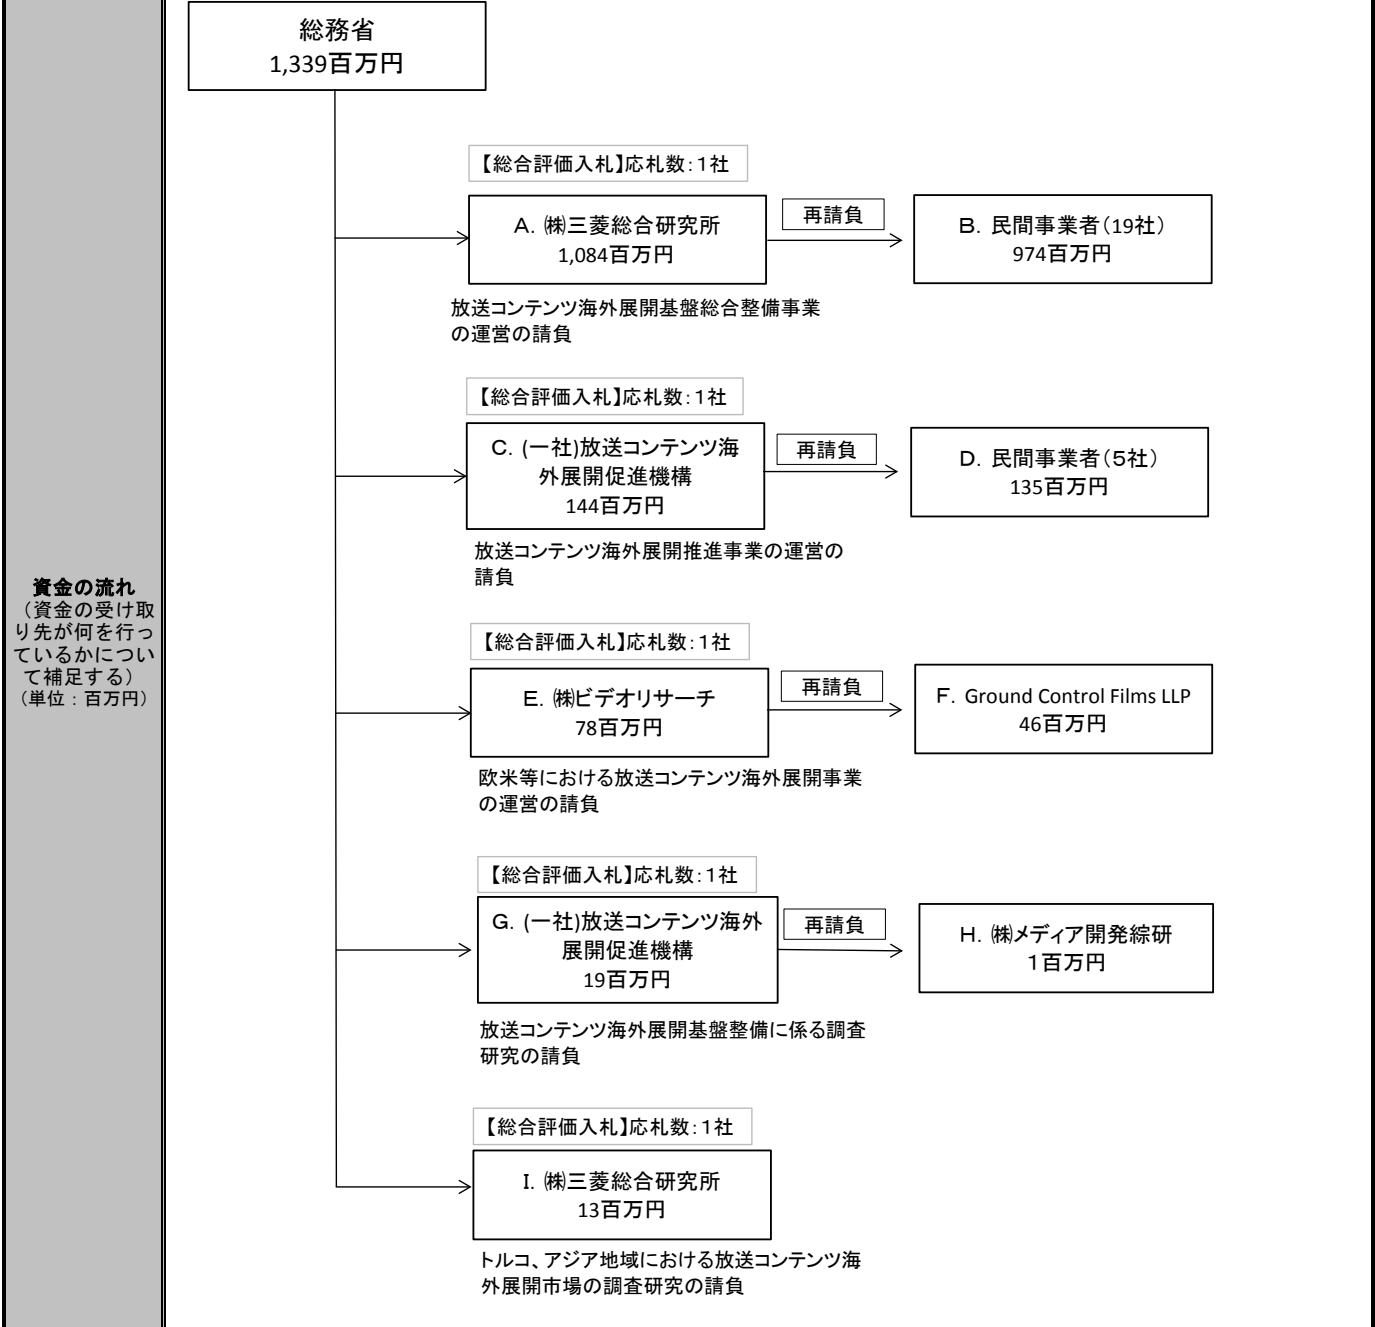 総務省
1,339百万円
【総合評価入札】応札数：1社
A．㈱三菱総合研究所
1,084百万円
再請負
B．民間事業者（19社）
974百万円
放送コンテンツ海外展開基盤総合整備事業
の運営の請負
【総合評価入札】応札数：1社
C．(一社)放送コンテンツ海
外展開促進機構
144百万円
再請負
D．民間事業者（５社）
135百万円
放送コンテンツ海外展開推進事業の運営の
請負
資金の流れ
（資金の受け取
り先が何を行っ
ているかについ
て補足する）
（単位：百万円）
【総合評価入札】応札数：1社
E．㈱ビデオリサーチ
78百万円
再請負
F．Ground Control Films LLP
46百万円
欧米等における放送コンテンツ海外展開事業
の運営の請負
【総合評価入札】応札数：1社
G．(一社)放送コンテンツ海外
展開促進機構
19百万円
再請負
H．㈱メディア開発綜研
１百万円
放送コンテンツ海外展開基盤整備に係る調査
研究の請負
【総合評価入札】応札数：1社
I．㈱三菱総合研究所
13百万円
トルコ、アジア地域における放送コンテンツ海
外展開市場の調査研究の請負